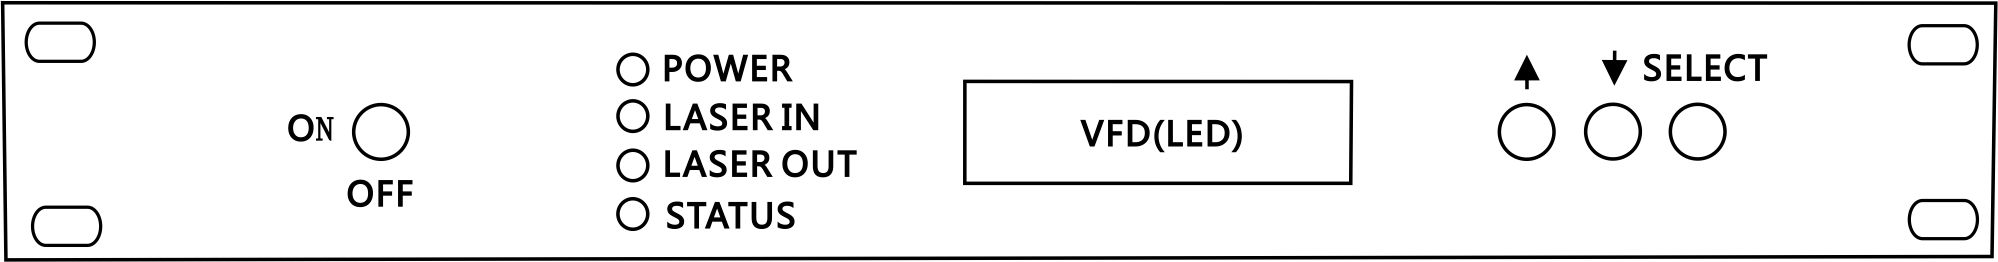 ON
OFF
POWER
LASER IN
LASER OUT
STATUS
VFD(LED)
SELECT